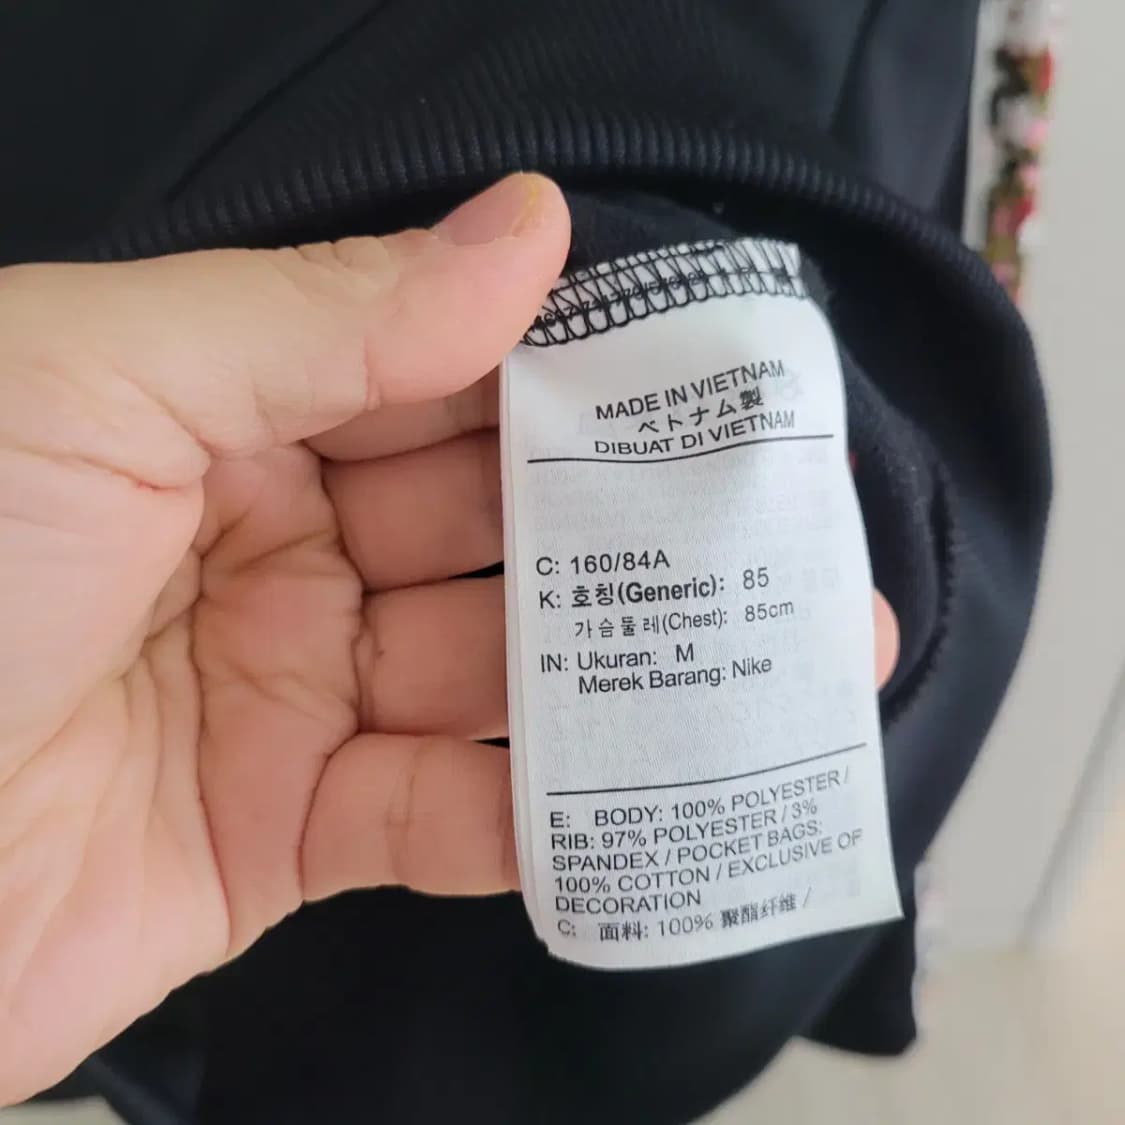 MADE IN VIETNAM
ベトナム製
DIBUAT DI VIETNAM
C: 160/84A
K: 호칭(Generic): 85
가슴둘레(Chest): 85cm
IN: Ukuran: M
Merek Barang: Nike
E: BODY: 100% POLYESTER /
RIB: 97% POLYESTER / 3%
SPANDEX / POCKET BAGS:
100% COTTON / EXCLUSIVE OF
DECORATION
C: 面料: 100% 聚酯纤维 /